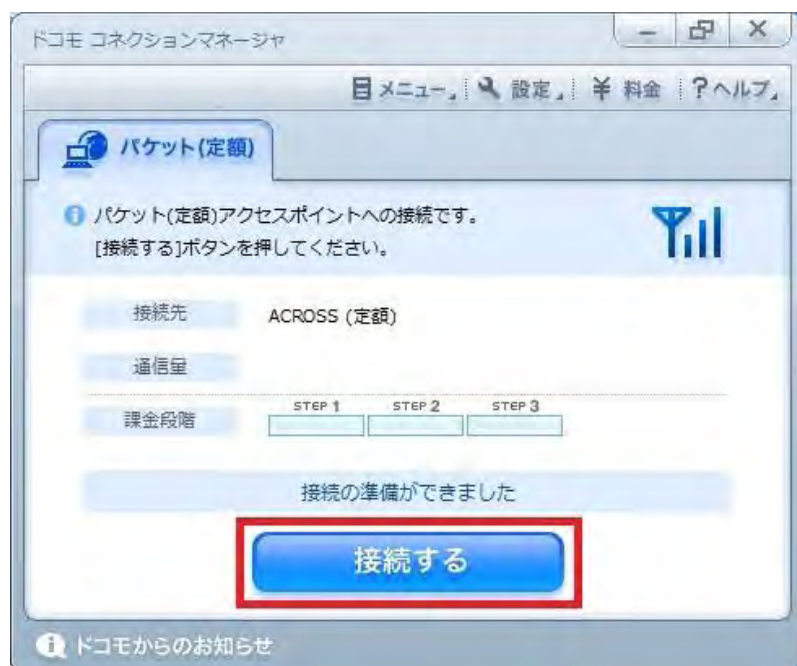 ドコモ コネクションマネージャ
メニュー 設定 ¥ 料金 ? ヘルプ
パケット(定額)
パケット(定額)アクセスポイントへの接続です。
[接続する]ボタンを押してください。
接続先 ACROSS (定額)
通信量
STEP 1 STEP 2 STEP 3
課金段階
接続の準備ができました
接続する
ドコモからのお知らせ